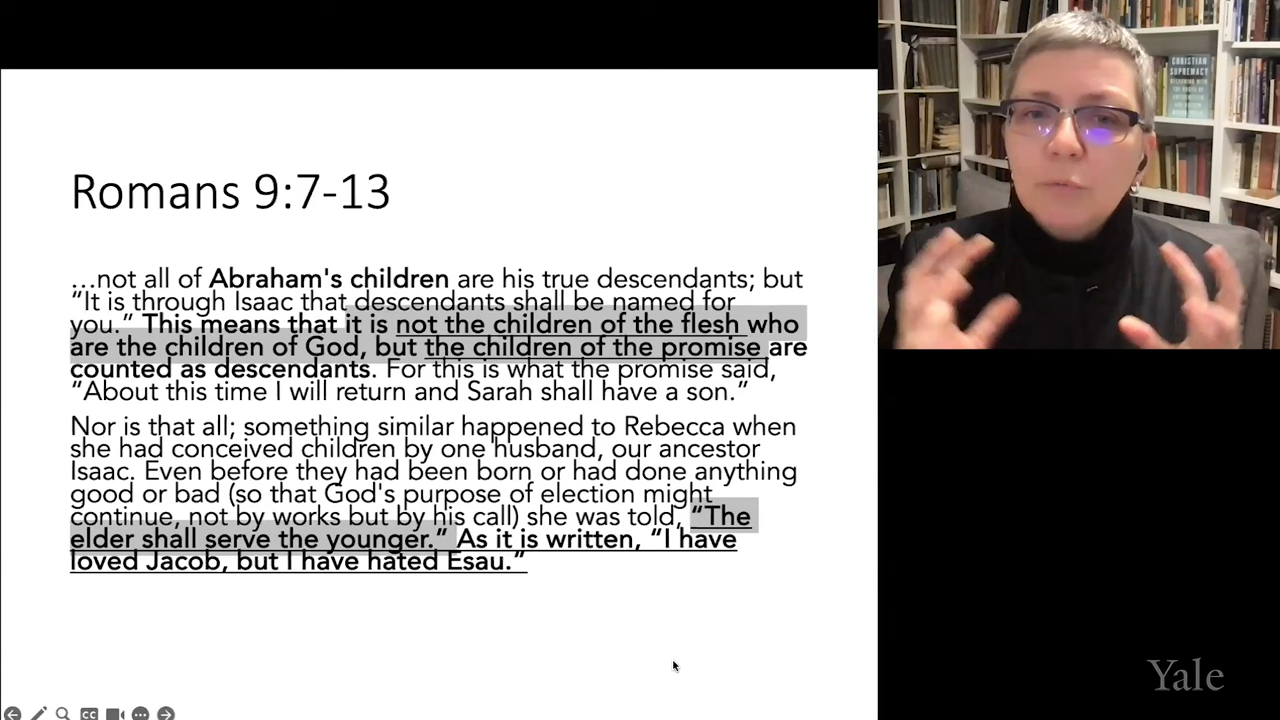 Romans 9:7-13
…not all of Abraham's children are his true descendants; but
“It is through Isaac that descendants shall be named for
you.” This means that it is not the children of the flesh who
are the children of God, but the children of the promise are
counted as descendants. For this is what the promise said,
“About this time I will return and Sarah shall have a son.”
Nor is that all; something similar happened to Rebecca when
she had conceived children by one husband, our ancestor
Isaac. Even before they had been born or had done anything
good or bad (so that God's purpose of election might
continue, not by works but by his call) she was told, “The
elder shall serve the younger.” As it is written, “I have
loved Jacob, but I have hated Esau.”
CHRISTIAN
SUPREMACY
CC
Yale